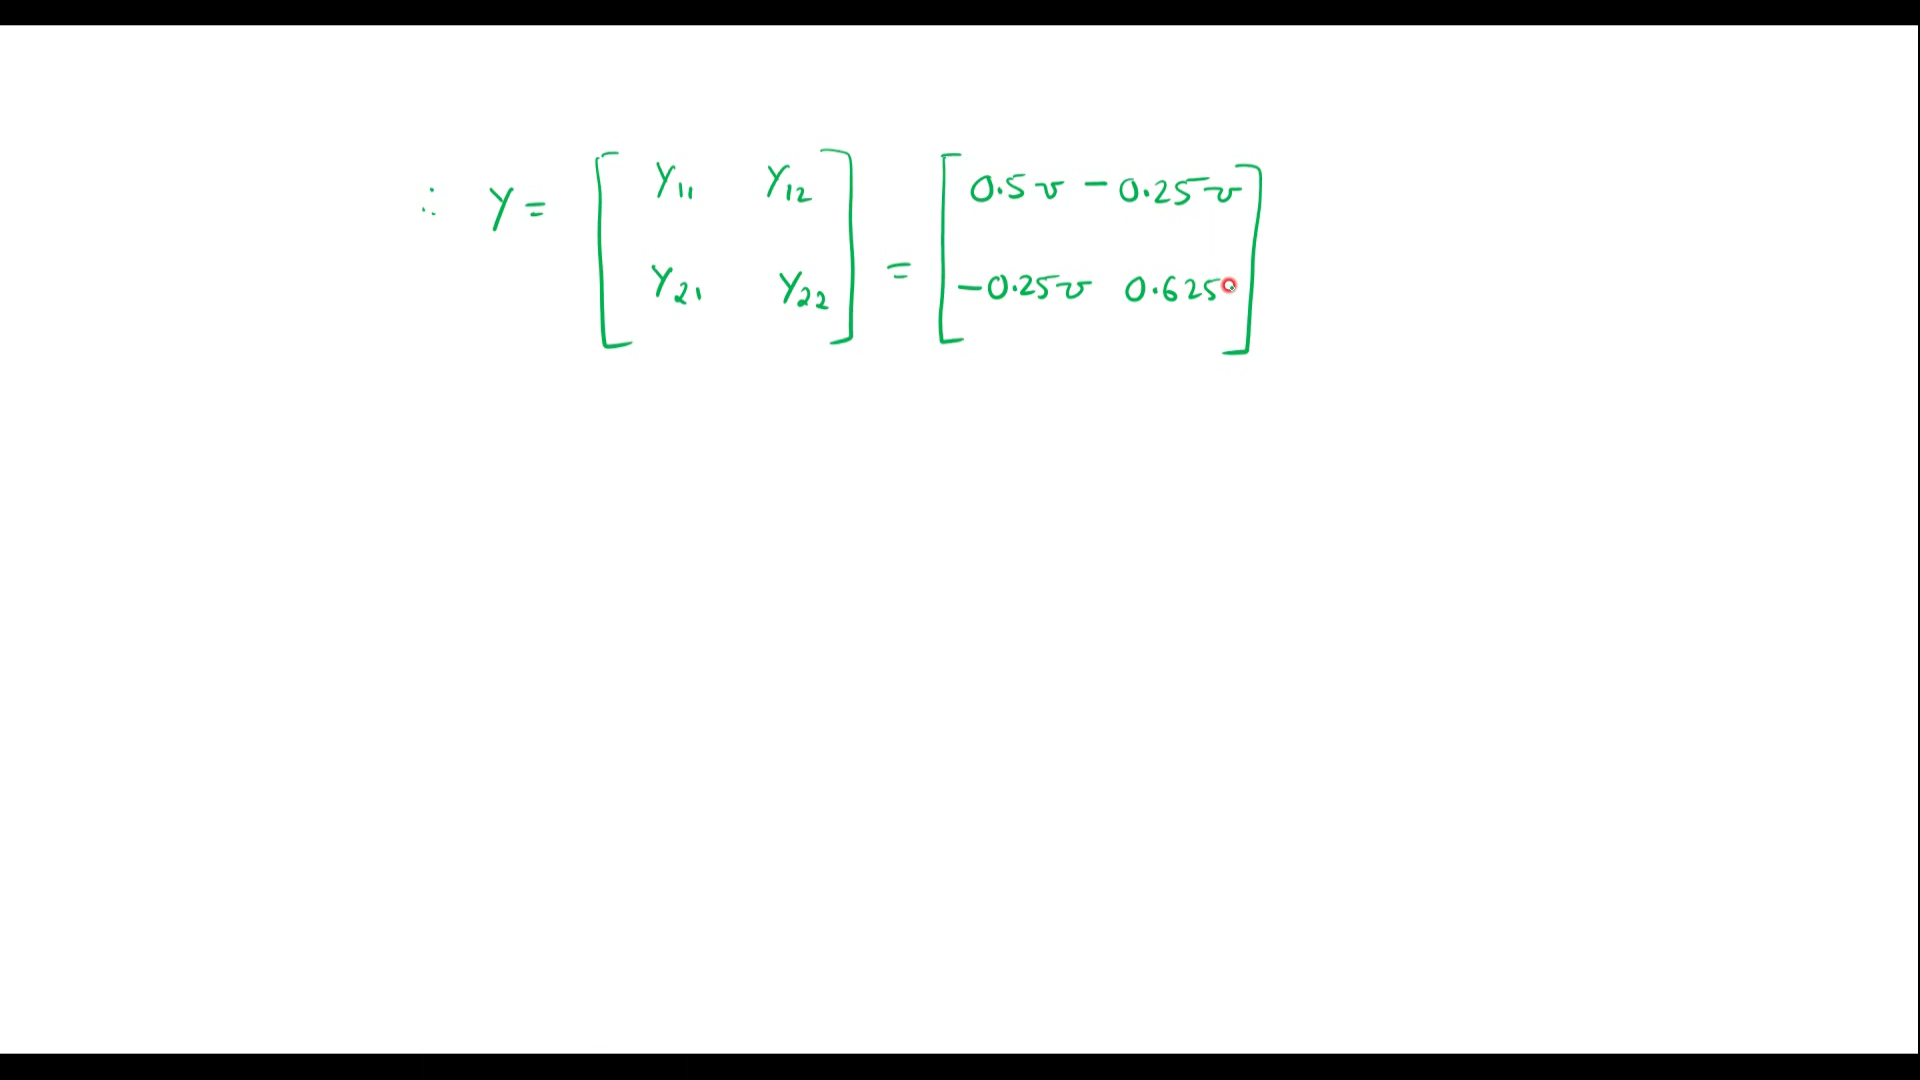 ∴ Y = [ Y11 Y12 ] = [ 0.5℧ -0.25℧ ]
[ Y21 Y22 ] [ -0.25℧ 0.625 ]